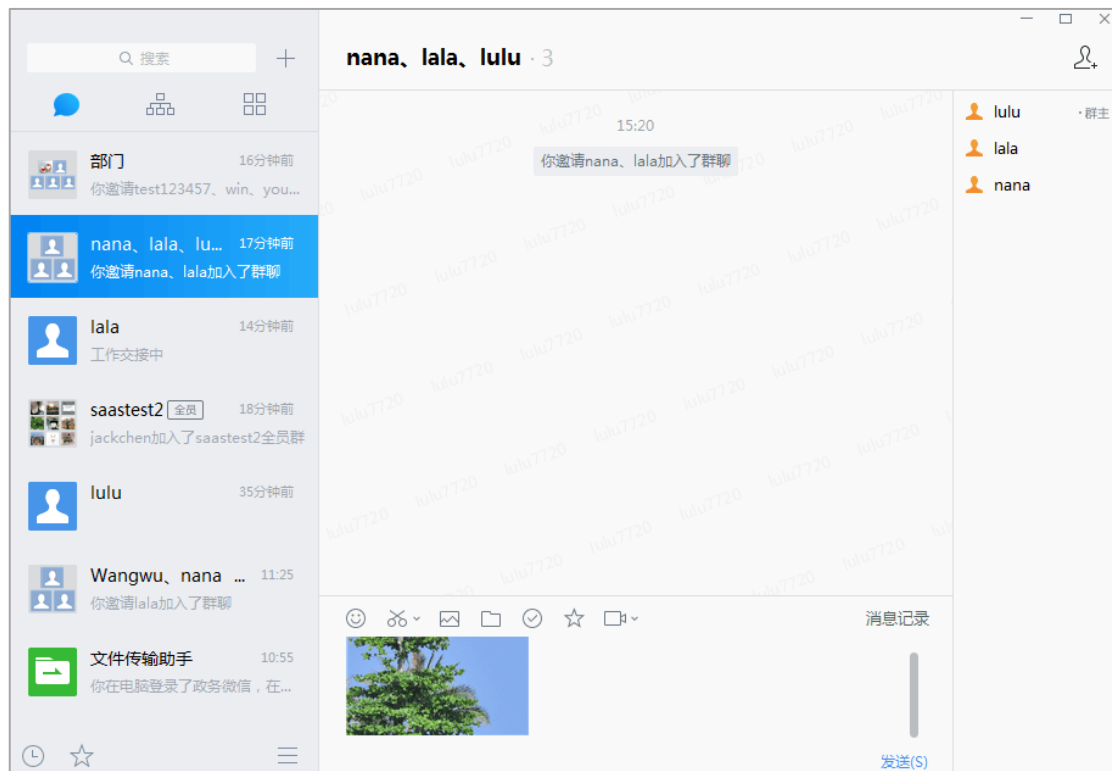 搜索
部门
16分钟前
你邀请test123457、win、you...
nana、lala、lu...
17分钟前
你邀请nana、lala加入了群聊
lala
14分钟前
工作交接中
saastest2
全员
18分钟前
jackchen加入了saastest2全员群
lulu
35分钟前
Wangwu、nana ...
11:25
你邀请lala加入了群聊
文件传输助手
10:55
你在电脑登录了政务微信，在...
nana、lala、lulu · 3
15:20
你邀请nana、lala加入了群聊
lulu7720
消息记录
发送(S)
lulu
·群主
lala
nana